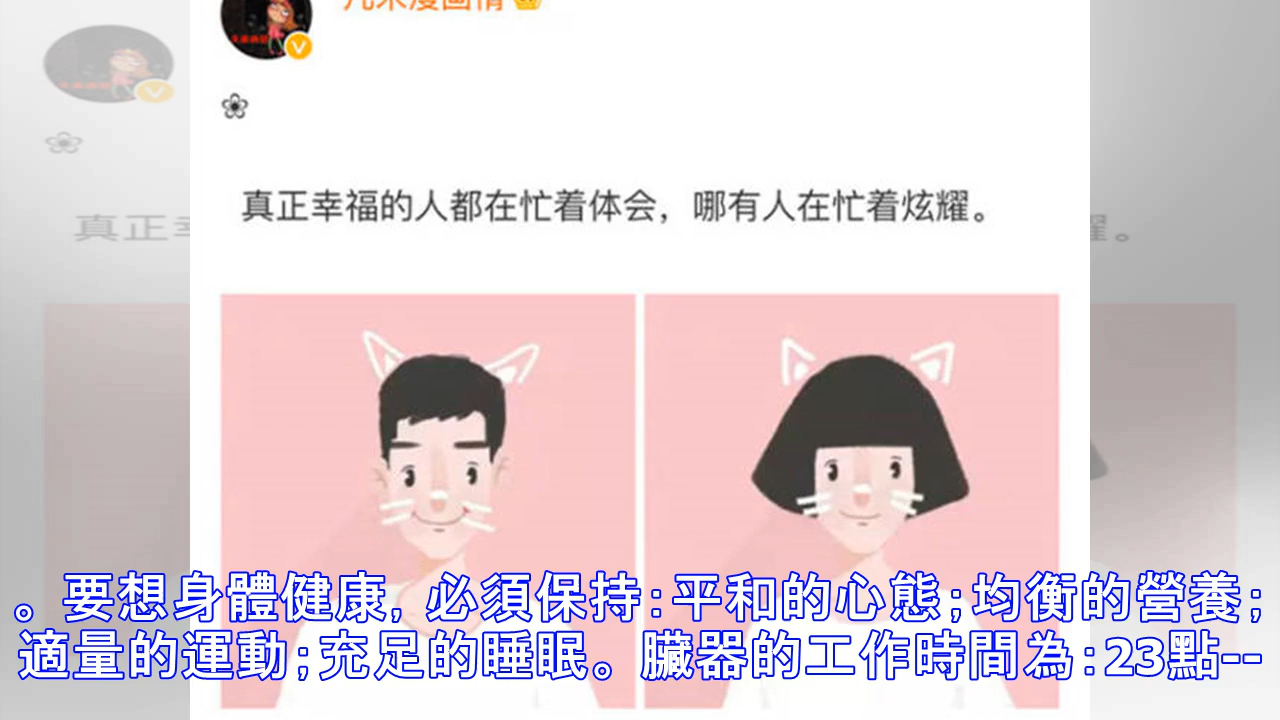 真正幸福的人都在忙着体会，哪有人在忙着炫耀。
。要想身體健康，必須保持:平和的心態;均衡的營養;
適量的運動;充足的睡眠。臟器的工作時間為:23點--